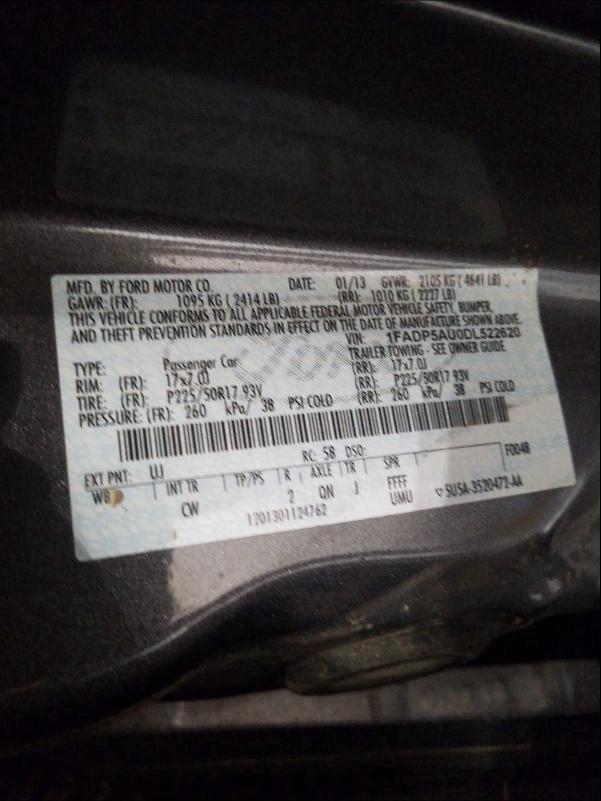 MFD. BY FORD MOTOR CO. DATE: 01/13 GVWR: 2105 KG ( 4641 LB)
GAWR: (FR): 1095 KG ( 2414 LB) (RR): 1010 KG ( 2227 LB)
THIS VEHICLE CONFORMS TO ALL APPLICABLE FEDERAL MOTOR VEHICLE SAFETY, BUMPER,
AND THEFT PREVENTION STANDARDS IN EFFECT ON THE DATE OF MANUFACTURE SHOWN ABOVE.
VIN: 1FADP5AU0DL522620
TYPE: Passenger Car TRAILER TOWING - SEE OWNER GUIDE
RIM: (FR): 17x7.0J (RR): 17x7.0J
TIRE: (FR): P225/50R17 93V (RR): P225/50R17 93V
PRESSURE: (FR): 260 kPa/ 38 PSI COLD (RR): 260 kPa/ 38 PSI COLD
EXT PNT: UJ RC: 58 DSO: F0048
WB INT TR TP/PS R AXLE TR SPR
CW 2 QN J FFFF
UMU
1201301124762 ▽ 5U5A-3520472-AA